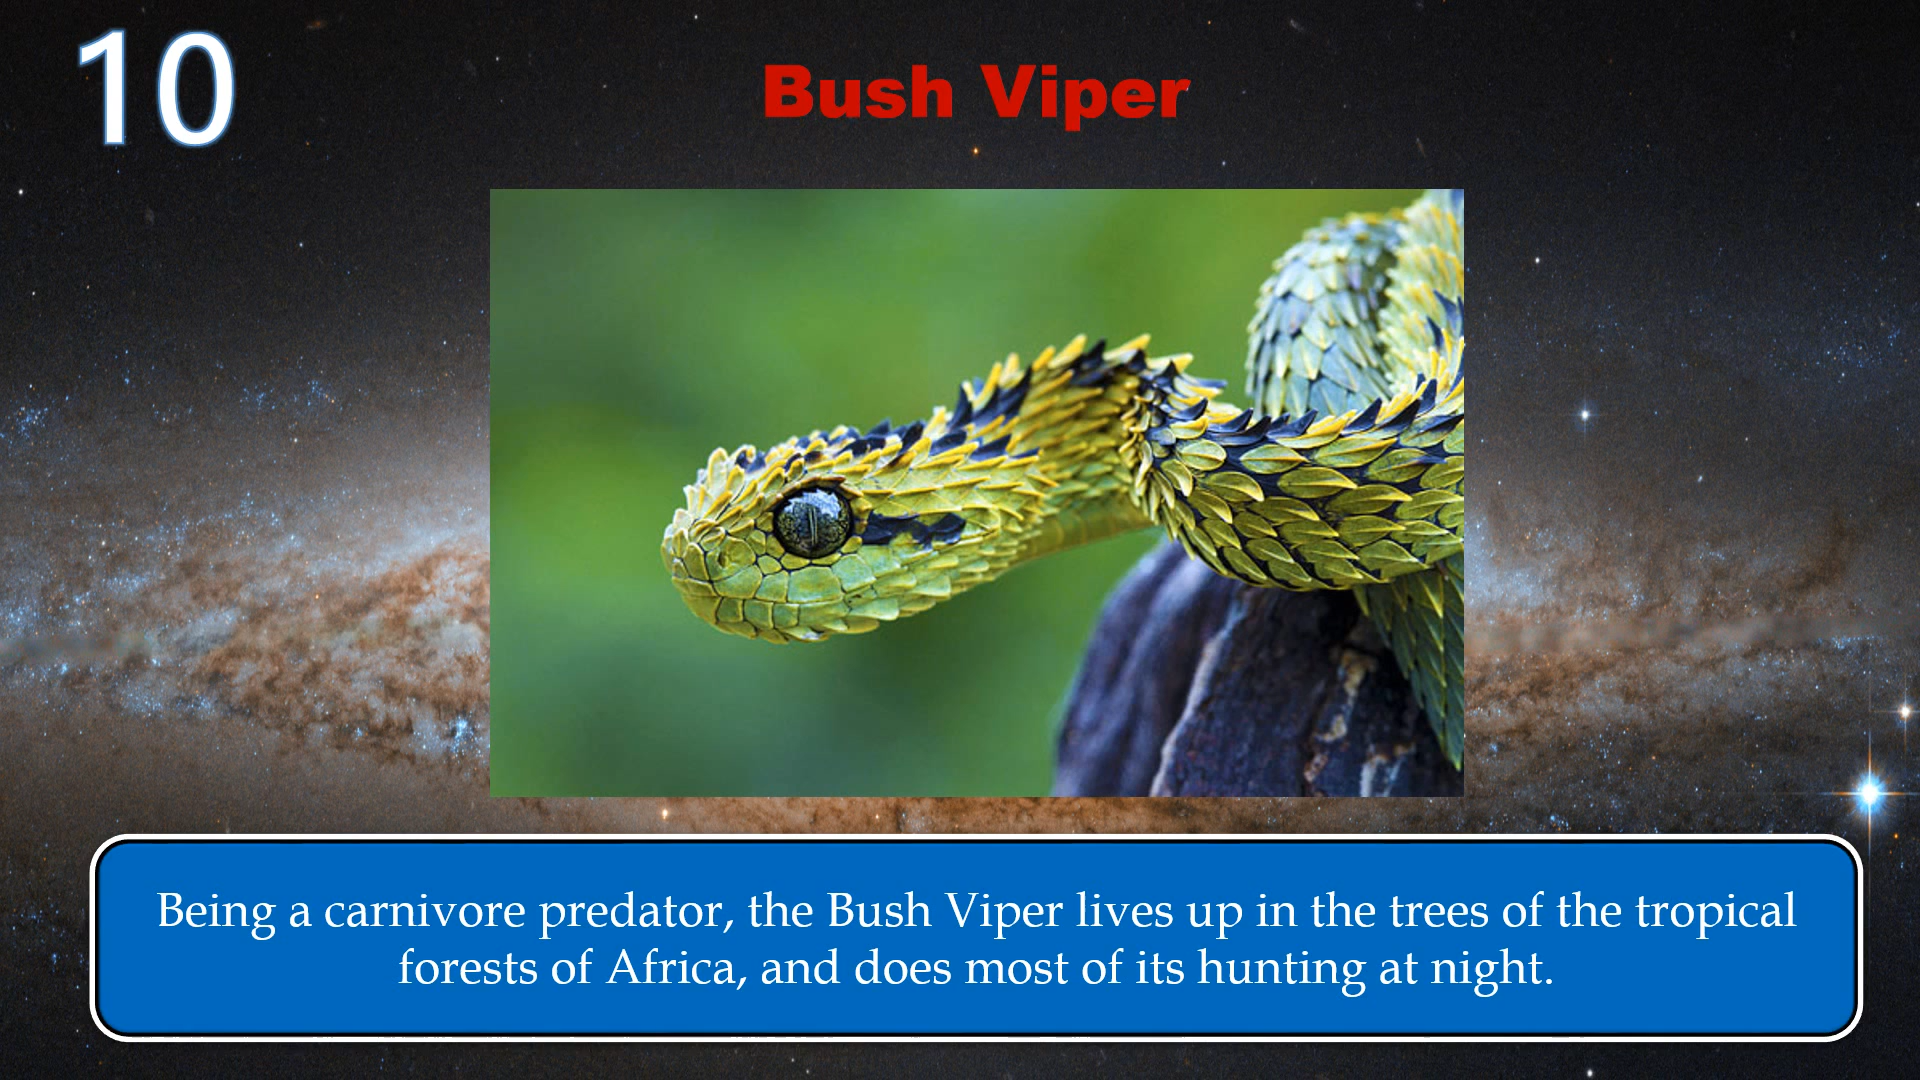 10
Bush Viper
Being a carnivore predator, the Bush Viper lives up in the trees of the tropical
forests of Africa, and does most of its hunting at night.